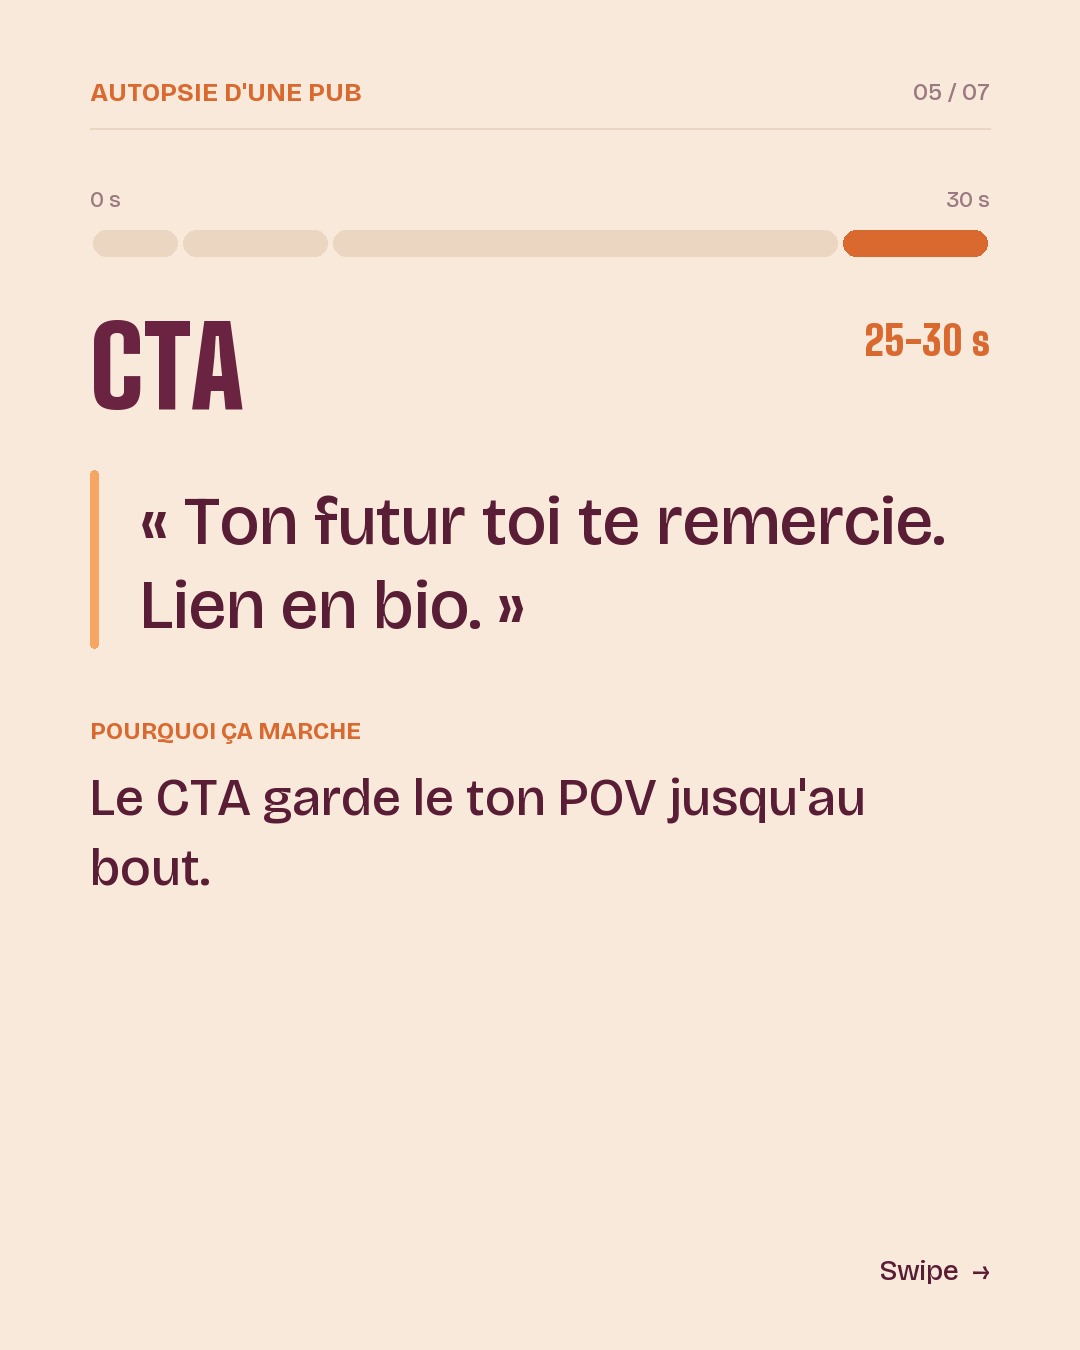 AUTOPSIE D'UNE PUB
05 / 07
0 s
30 s
CTA
25–30 s
« Ton futur toi te remercie.
Lien en bio. »
POURQUOI ÇA MARCHE
Le CTA garde le ton POV jusqu'au
bout.
Swipe →